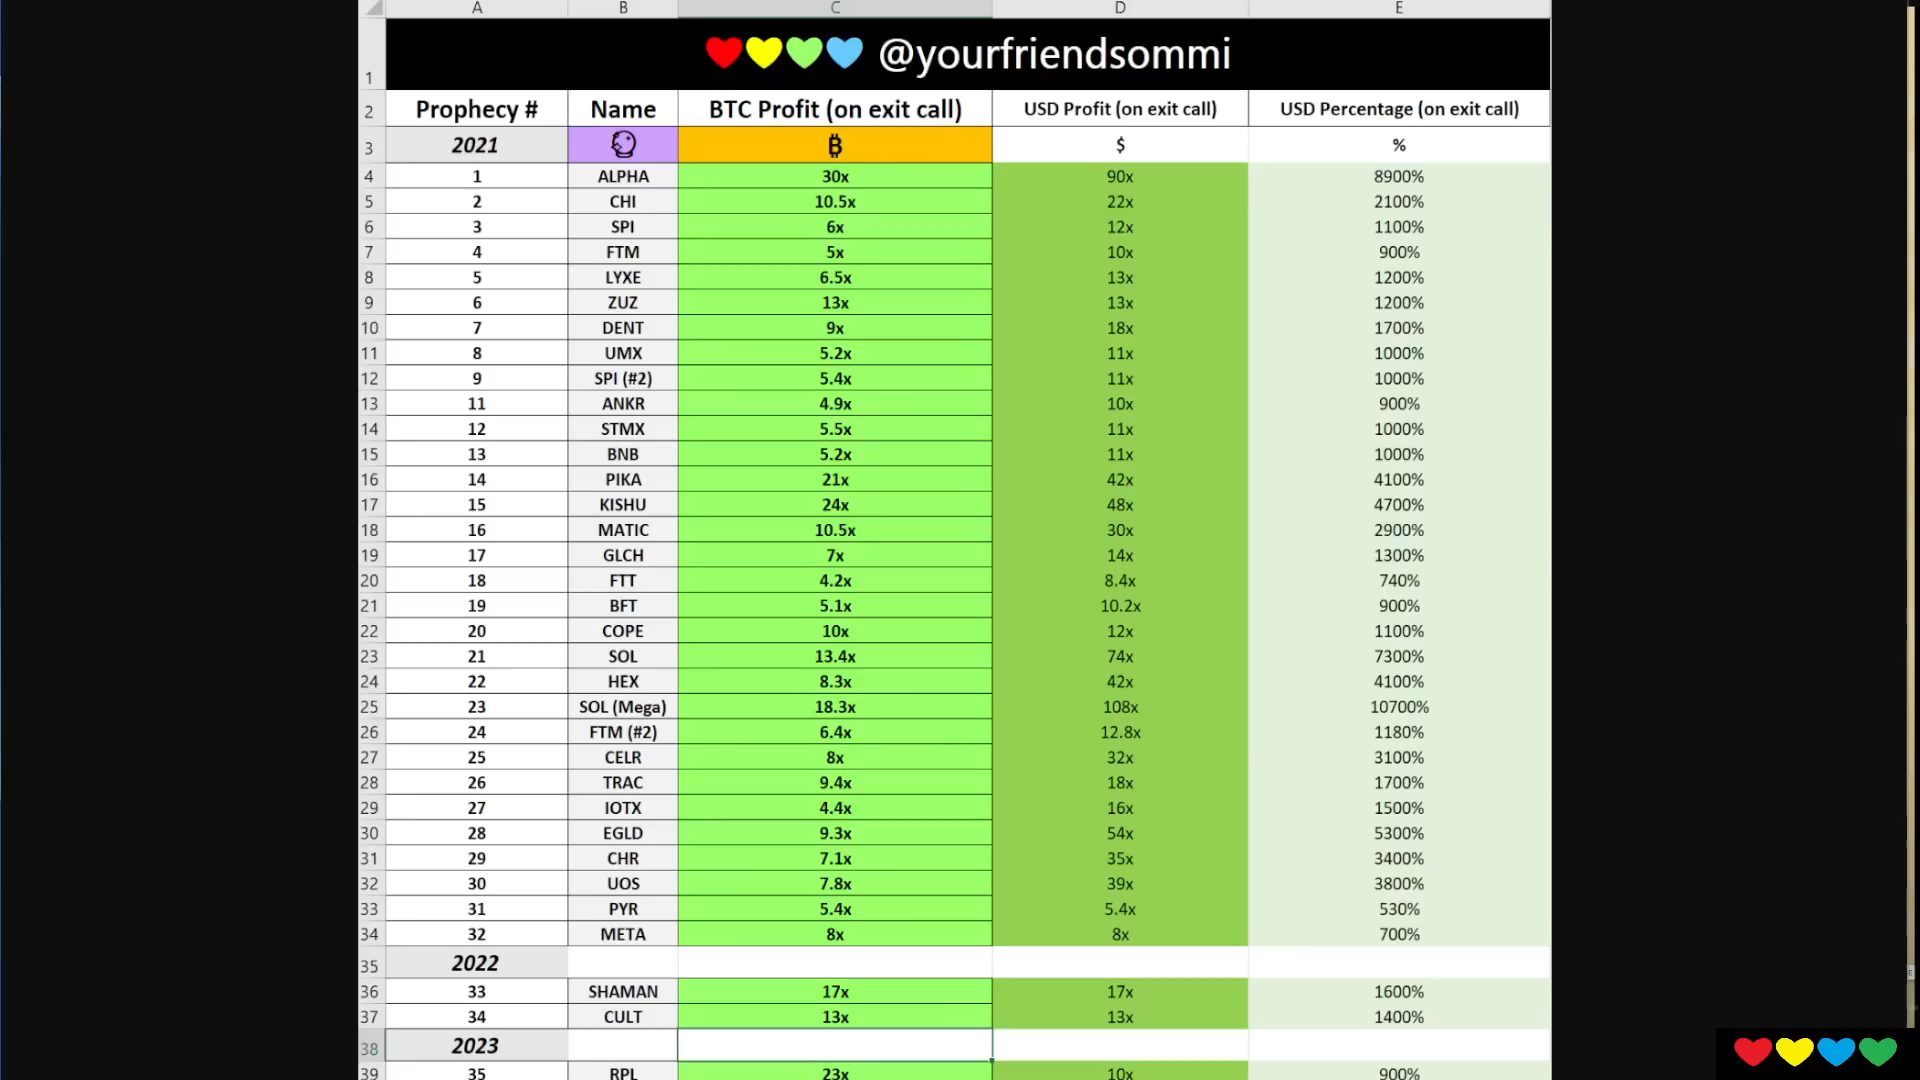 A B C D E
1 @yourfriendsommi
2 Prophecy # Name BTC Profit (on exit call) USD Profit (on exit call) USD Percentage (on exit call)
3 2021 ₿ $ %
4 1 ALPHA 30x 90x 8900%
5 2 CHI 10.5x 22x 2100%
6 3 SPI 6x 12x 1100%
7 4 FTM 5x 10x 900%
8 5 LYXE 6.5x 13x 1200%
9 6 ZUZ 13x 13x 1200%
10 7 DENT 9x 18x 1700%
11 8 UMX 5.2x 11x 1000%
12 9 SPI (#2) 5.4x 11x 1000%
13 11 ANKR 4.9x 10x 900%
14 12 STMX 5.5x 11x 1000%
15 13 BNB 5.2x 11x 1000%
16 14 PIKA 21x 42x 4100%
17 15 KISHU 24x 48x 4700%
18 16 MATIC 10.5x 30x 2900%
19 17 GLCH 7x 14x 1300%
20 18 FTT 4.2x 8.4x 740%
21 19 BFT 5.1x 10.2x 900%
22 20 COPE 10x 12x 1100%
23 21 SOL 13.4x 74x 7300%
24 22 HEX 8.3x 42x 4100%
25 23 SOL (Mega) 18.3x 108x 10700%
26 24 FTM (#2) 6.4x 12.8x 1180%
27 25 CELR 8x 32x 3100%
28 26 TRAC 9.4x 18x 1700%
29 27 IOTX 4.4x 16x 1500%
30 28 EGLD 9.3x 54x 5300%
31 29 CHR 7.1x 35x 3400%
32 30 UOS 7.8x 39x 3800%
33 31 PYR 5.4x 5.4x 530%
34 32 META 8x 8x 700%
35 2022
36 33 SHAMAN 17x 17x 1600%
37 34 CULT 13x 13x 1400%
38 2023
39 35 RPL 23x 10x 900%